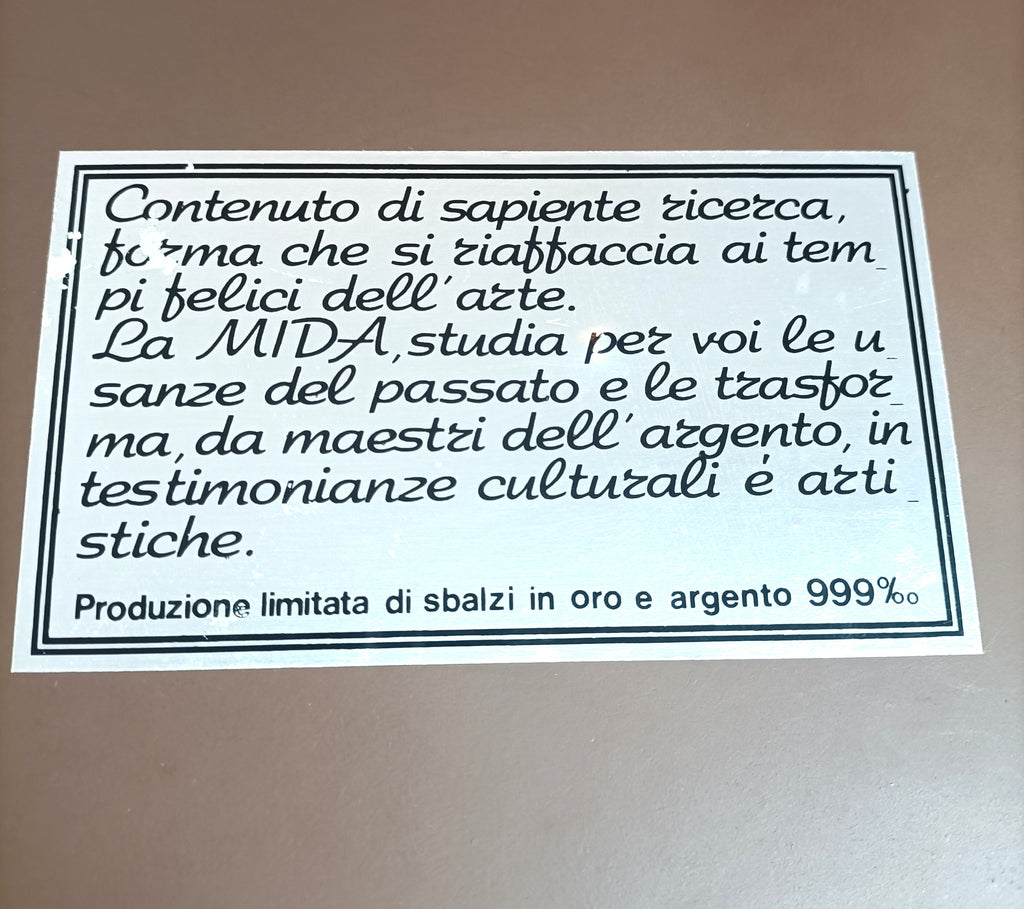 Contenuto di sapiente ricerca,
forma che si riaffaccia ai tem_
pi felici dell'arte.
La MIDA, studia per voi le u_
sanze del passato e le trasfor_
ma, da maestri dell'argento, in
testimonianze culturali é arti_
stiche.
Produzione limitata di sbalzi in oro e argento 999‰